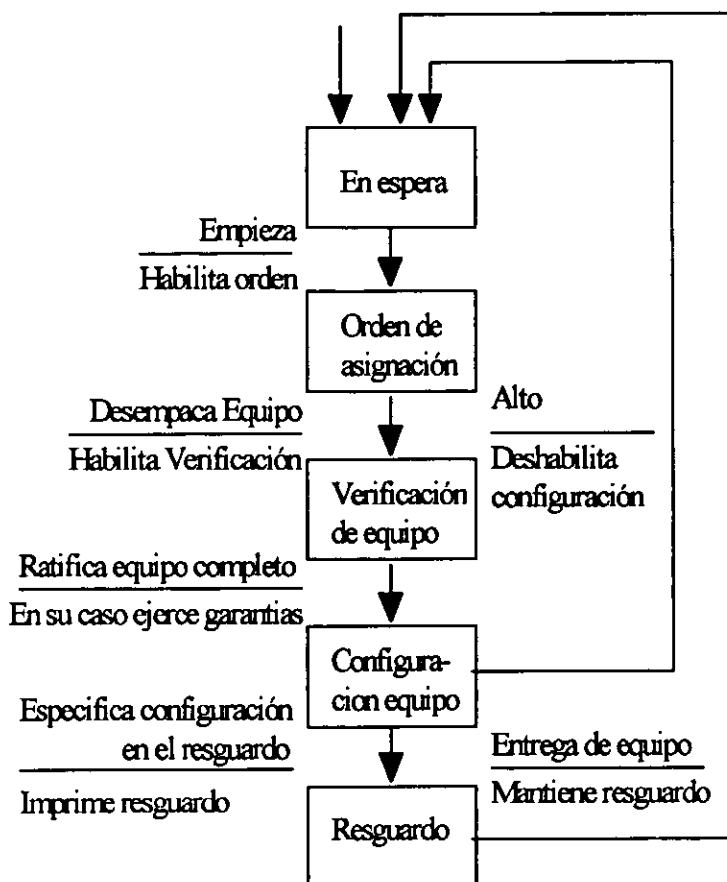 En espera
Empieza
Habilita orden
Orden de
asignación
Desempaca Equipo
Habilita Verificación
Alto
Deshabilita
configuración
Verificación
de equipo
Ratifica equipo completo
En su caso ejerce garantias
Configura-
cion equipo
Especifica configuración
en el resguardo
Imprime resguardo
Entrega de equipo
Mantiene resguardo
Resguardo